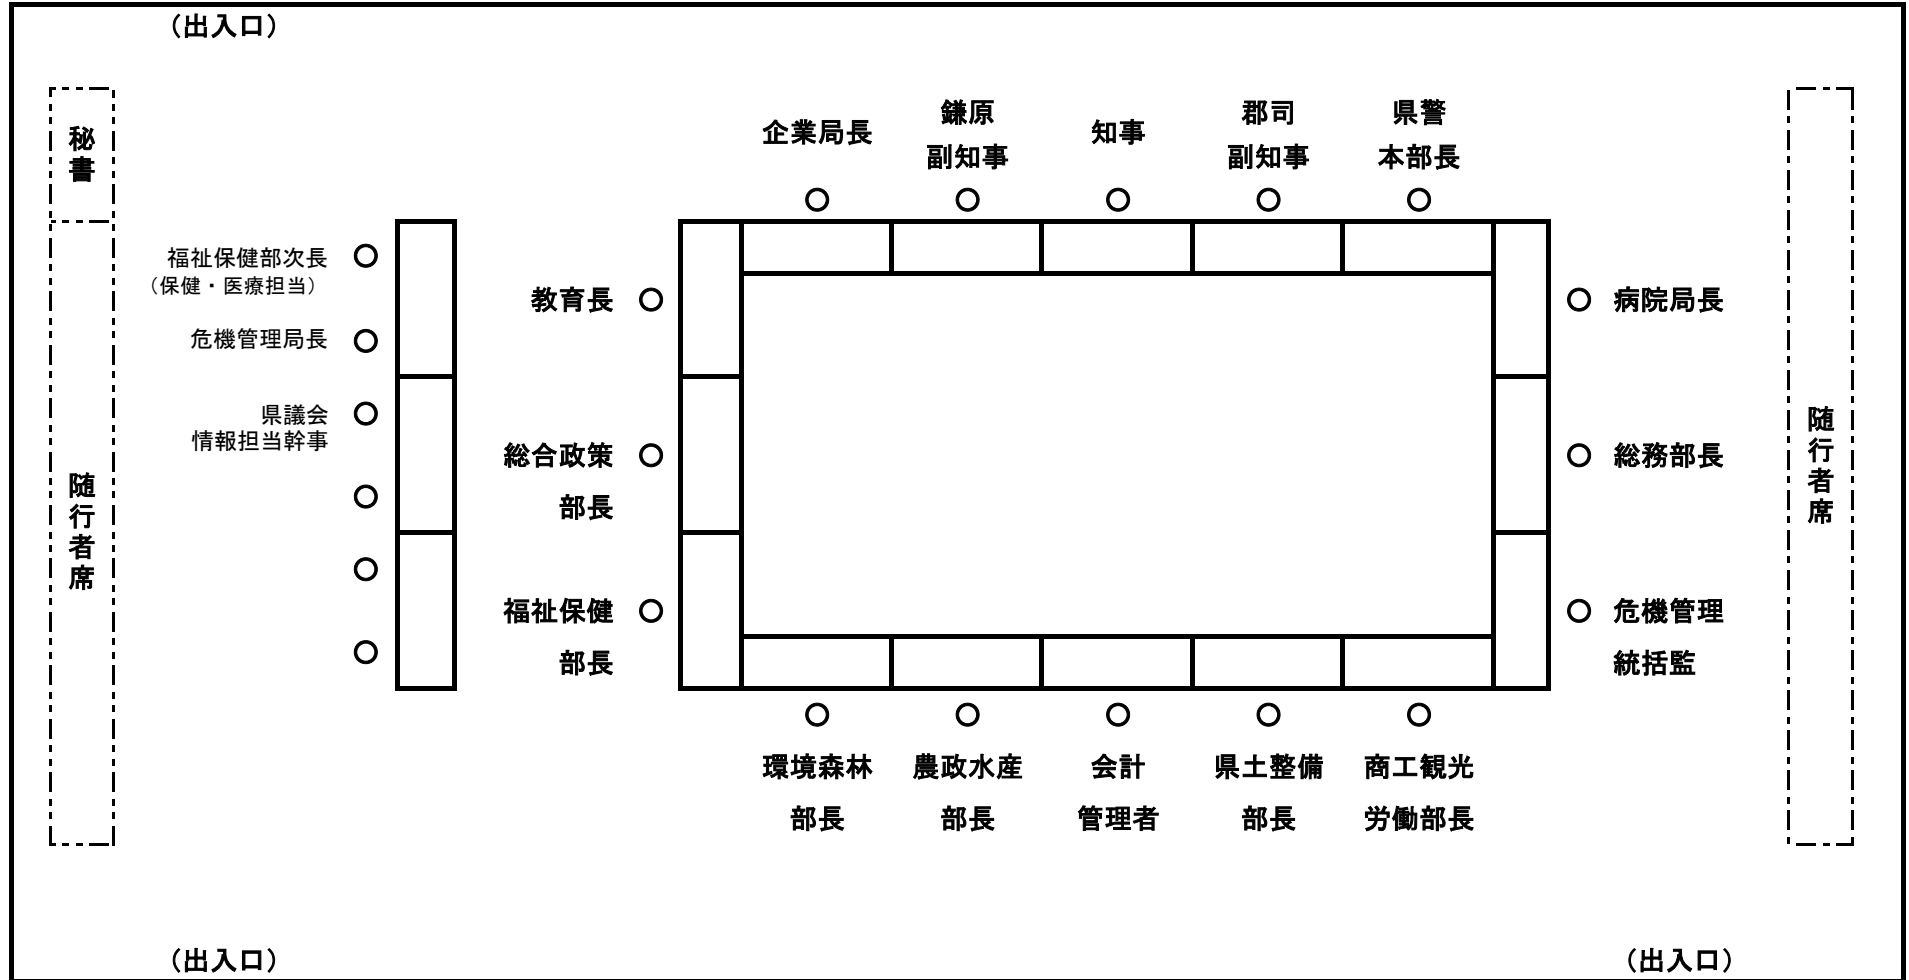 （出入口）
企業局長
鎌原
副知事
知事
郡司
副知事
県警
本部長
秘書
随行者席
福祉保健部次長
（保健・医療担当）
危機管理局長
県議会
情報担当幹事
教育長
総合政策
部長
福祉保健
部長
病院局長
総務部長
危機管理
統括監
随行者席
環境森林
部長
農政水産
部長
会計
管理者
県土整備
部長
商工観光
労働部長
（出入口）
（出入口）